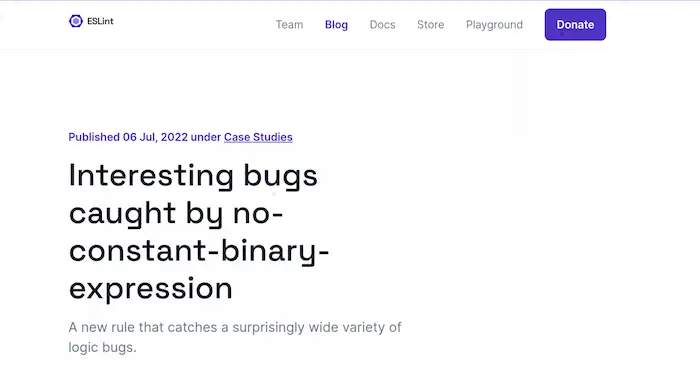 ESLint
Team Blog Docs Store Playground Donate
Published 06 Jul, 2022 under Case Studies
Interesting bugs
caught by no-
constant-binary-
expression
A new rule that catches a surprisingly wide variety of
logic bugs.